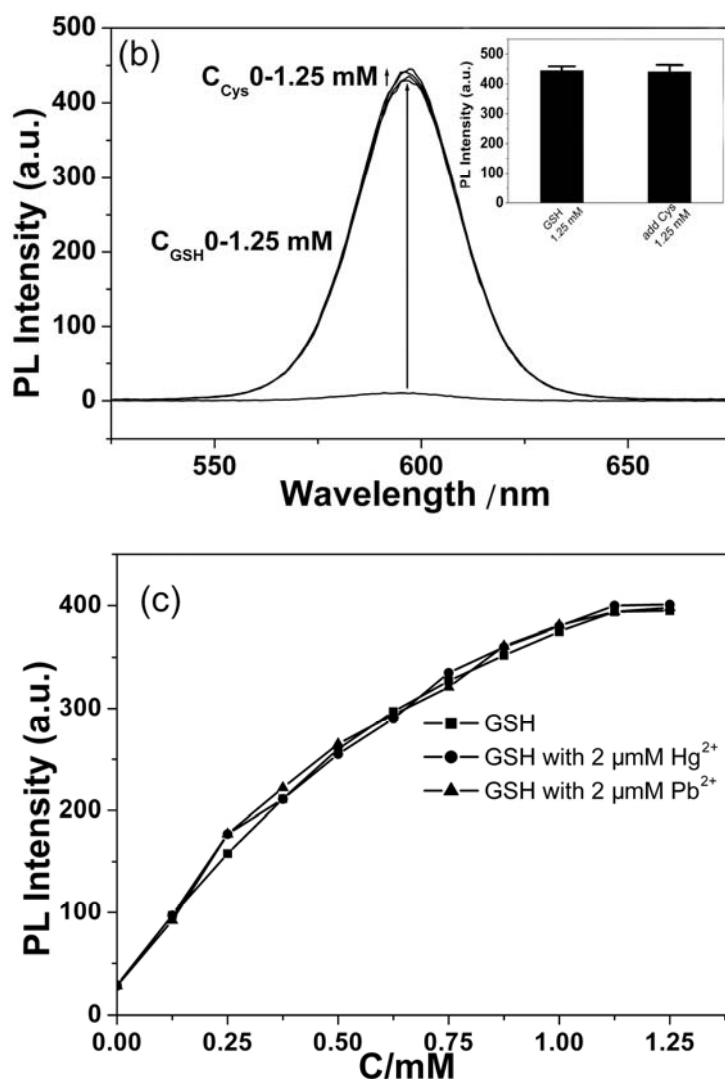 (b)
C_Cys 0-1.25 mM
C_GSH 0-1.25 mM
PL Intensity (a.u.)
500
400
300
200
100
0
550
600
650
Wavelength /nm
PL Intensity (a.u.)
500
400
300
200
100
0
GSH
1.25 mM
add Cys
1.25 mM
(c)
PL Intensity (a.u.)
400
300
200
100
0
GSH
GSH with 2 μmM Hg²⁺
GSH with 2 μmM Pb²⁺
0.00
0.25
0.50
0.75
1.00
1.25
C/mM